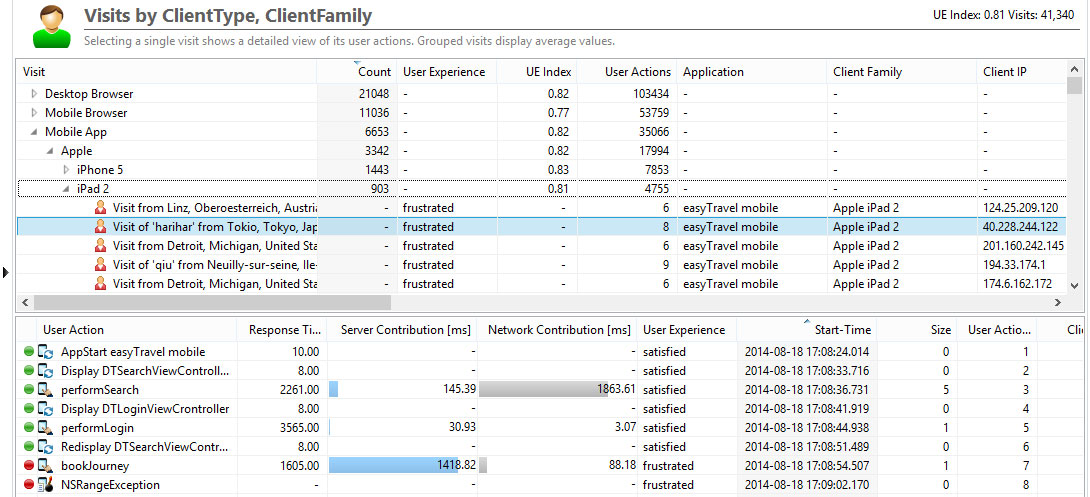 Visits by ClientType, ClientFamily UE Index: 0.81 Visits: 41,340
Selecting a single visit shows a detailed view of its user actions. Grouped visits display average values.
Visit Count User Experience UE Index User Actions Application Client Family Client IP
Desktop Browser 21048 - 0.82 103434 - - -
Mobile Browser 11036 - 0.77 53759 - - -
Mobile App 6653 - 0.82 35066 - - -
Apple 3342 - 0.82 17994 - - -
iPhone 5 1443 - 0.83 7853 - - -
iPad 2 903 - 0.81 4755 - - -
Visit from Linz, Oberoesterreich, Austria - frustrated - 6 easyTravel mobile Apple iPad 2 124.25.209.120
Visit of 'harihar' from Tokio, Tokyo, Jap - frustrated - 8 easyTravel mobile Apple iPad 2 40.228.244.122
Visit from Detroit, Michigan, United Sta - frustrated - 6 easyTravel mobile Apple iPad 2 201.160.242.145
Visit of 'qiu' from Neuilly-sur-seine, Ile- - frustrated - 9 easyTravel mobile Apple iPad 2 194.33.174.1
Visit from Detroit, Michigan, United Sta - frustrated - 6 easyTravel mobile Apple iPad 2 174.6.162.172
User Action Response Ti... Server Contribution [ms] Network Contribution [ms] User Experience Start-Time Size User Actio... Clie
AppStart easyTravel mobile 10.00 - - satisfied 2014-08-18 17:08:24.014 0 1
Display DTSearchViewControll... 8.00 - - satisfied 2014-08-18 17:08:33.716 0 2
performSearch 2261.00 145.39 1863.61 satisfied 2014-08-18 17:08:36.731 5 3
Display DTLoginViewCrontroller 8.00 - - satisfied 2014-08-18 17:08:41.919 0 4
performLogin 3565.00 30.93 3.07 satisfied 2014-08-18 17:08:44.938 1 5
Redisplay DTSearchViewContr... 8.00 - - satisfied 2014-08-18 17:08:51.489 0 6
bookJourney 1605.00 1418.82 88.18 frustrated 2014-08-18 17:08:54.507 1 7
NSRangeException - - - frustrated 2014-08-18 17:09:02.170 0 8